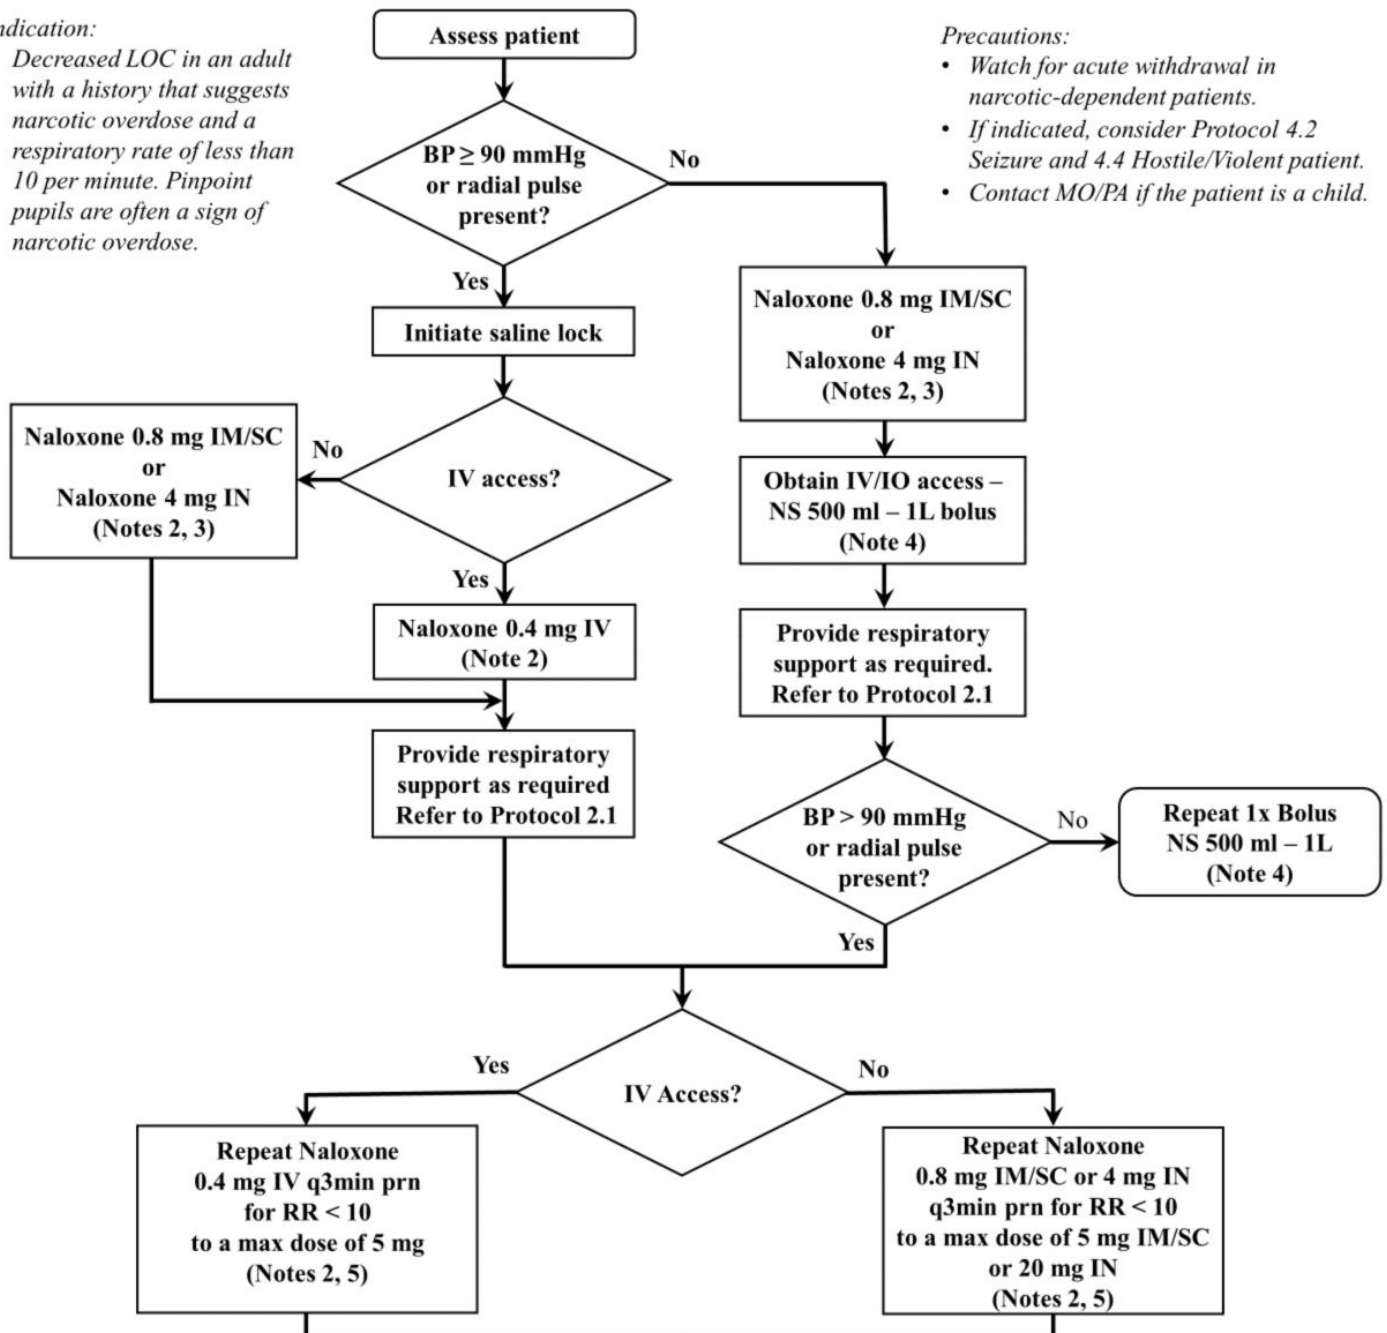 ndication:
Decreased LOC in an adult
with a history that suggests
narcotic overdose and a
respiratory rate of less than
10 per minute. Pinpoint
pupils are often a sign of
narcotic overdose.
Assess patient
Precautions:
• Watch for acute withdrawal in
narcotic-dependent patients.
• If indicated, consider Protocol 4.2
Seizure and 4.4 Hostile/Violent patient.
• Contact MO/PA if the patient is a child.
BP ≥ 90 mmHg
or radial pulse
present?
No
Yes
Initiate saline lock
Naloxone 0.8 mg IM/SC
or
Naloxone 4 mg IN
(Notes 2, 3)
Naloxone 0.8 mg IM/SC
or
Naloxone 4 mg IN
(Notes 2, 3)
No
IV access?
Obtain IV/IO access –
NS 500 ml – 1L bolus
(Note 4)
Yes
Naloxone 0.4 mg IV
(Note 2)
Provide respiratory
support as required.
Refer to Protocol 2.1
Provide respiratory
support as required
Refer to Protocol 2.1
BP > 90 mmHg
or radial pulse
present?
No
Repeat 1x Bolus
NS 500 ml – 1L
(Note 4)
Yes
IV Access?
Yes
No
Repeat Naloxone
0.4 mg IV q3min prn
for RR < 10
to a max dose of 5 mg
(Notes 2, 5)
Repeat Naloxone
0.8 mg IM/SC or 4 mg IN
q3min prn for RR < 10
to a max dose of 5 mg IM/SC
or 20 mg IN
(Notes 2, 5)